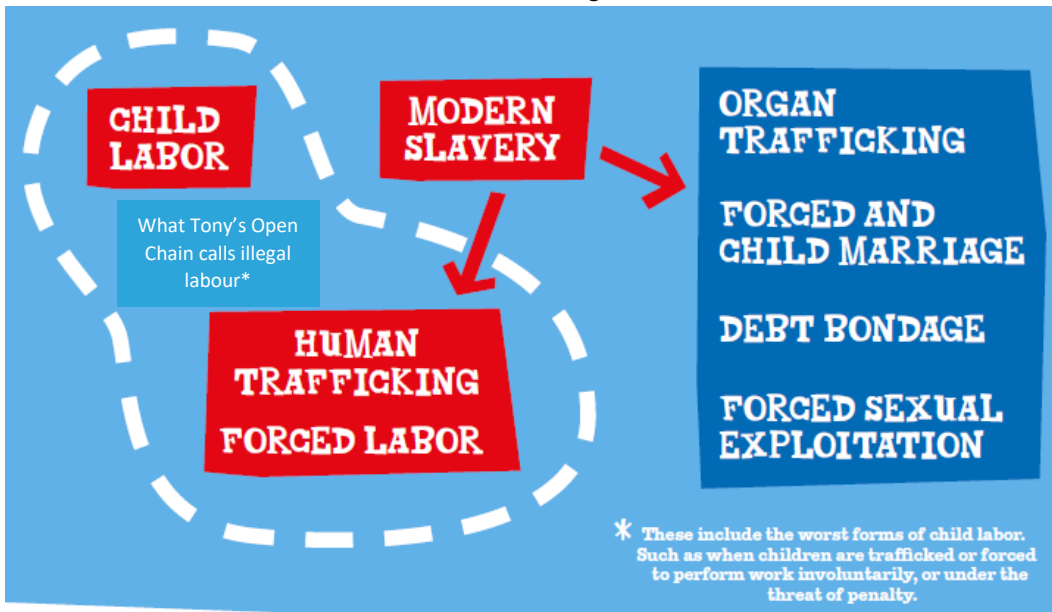 CHILD
LABOR
What Tony's Open
Chain calls illegal
labour*
MODERN
SLAVERY
HUMAN
TRAFFICKING
FORCED LABOR
ORGAN
TRAFFICKING
FORCED AND
CHILD MARRIAGE
DEBT BONDAGE
FORCED SEXUAL
EXPLOITATION
* These include the worst forms of child labor.
Such as when children are trafficked or forced
to perform work involuntarily, or under the
threat of penalty.